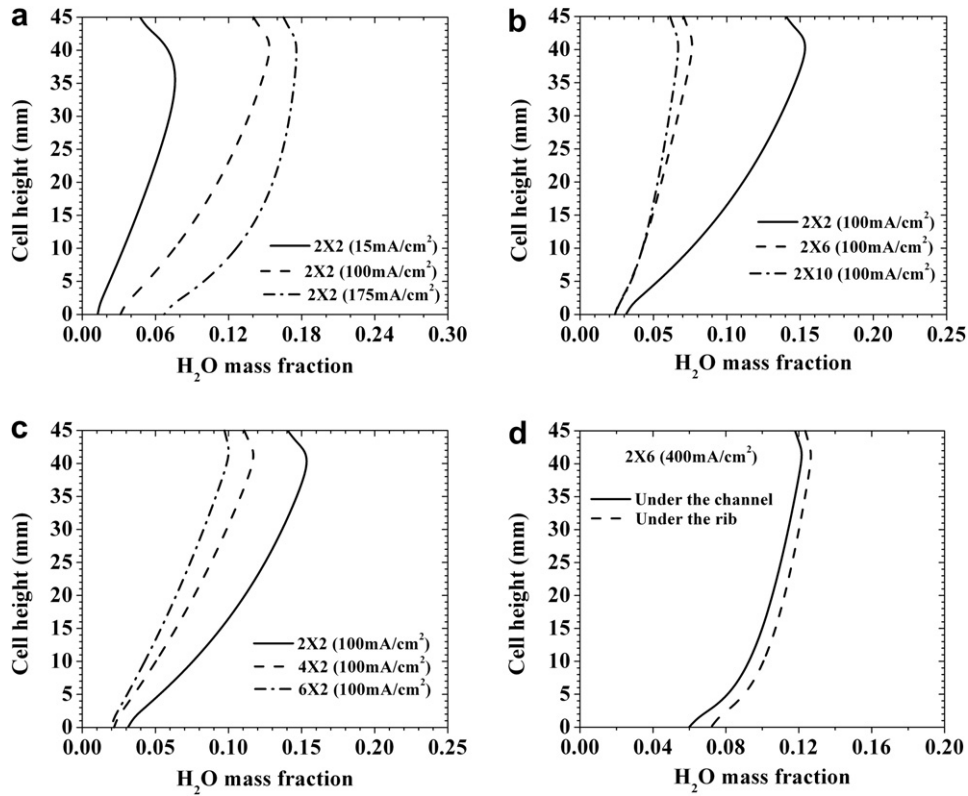 a
45
40
35
30
25
20
15
10
5
0
Cell height (mm)
2X2 (15mA/cm²)
2X2 (100mA/cm²)
2X2 (175mA/cm²)
0.00 0.06 0.12 0.18 0.24 0.30
H₂O mass fraction
b
45
40
35
30
25
20
15
10
5
0
Cell height (mm)
2X2 (100mA/cm²)
2X6 (100mA/cm²)
2X10 (100mA/cm²)
0.00 0.05 0.10 0.15 0.20 0.25
H₂O mass fraction
c
45
40
35
30
25
20
15
10
5
0
Cell height (mm)
2X2 (100mA/cm²)
4X2 (100mA/cm²)
6X2 (100mA/cm²)
0.00 0.05 0.10 0.15 0.20 0.25
H₂O mass fraction
d
45
40
35
30
25
20
15
10
5
0
Cell height (mm)
2X6 (400mA/cm²)
Under the channel
Under the rib
0.00 0.04 0.08 0.12 0.16 0.20
H₂O mass fraction